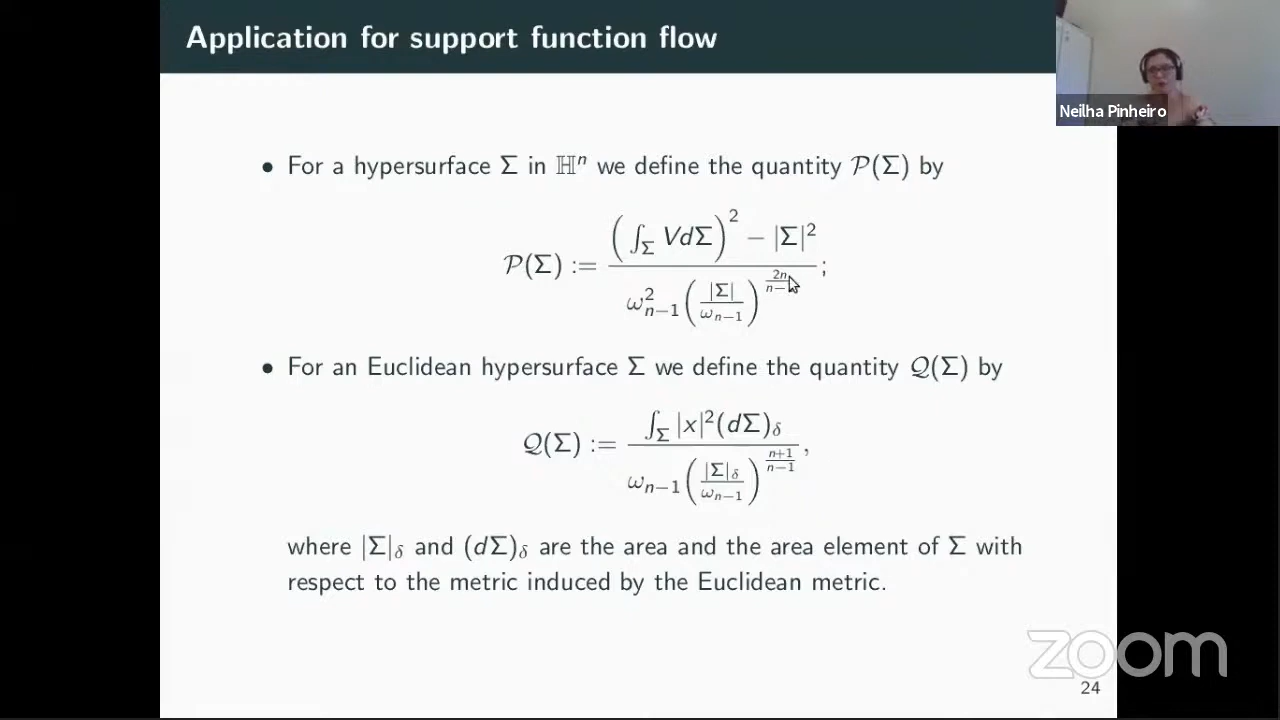 Application for support function flow
Neilha Pinheiro
• For a hypersurface Σ in ℍⁿ we define the quantity 𝒫(Σ) by
𝒫(Σ) := ((∫_Σ VdΣ)² − |Σ|²) / (ω²_{n−1} (|Σ| / ω_{n−1})^{2n/(n−}) ;
• For an Euclidean hypersurface Σ we define the quantity 𝒬(Σ) by
𝒬(Σ) := (∫_Σ |x|²(dΣ)_δ) / (ω_{n−1} (|Σ|_δ / ω_{n−1})^{(n+1)/(n−1)}) ,
where |Σ|_δ and (dΣ)_δ are the area and the area element of Σ with
respect to the metric induced by the Euclidean metric.
zoom
24